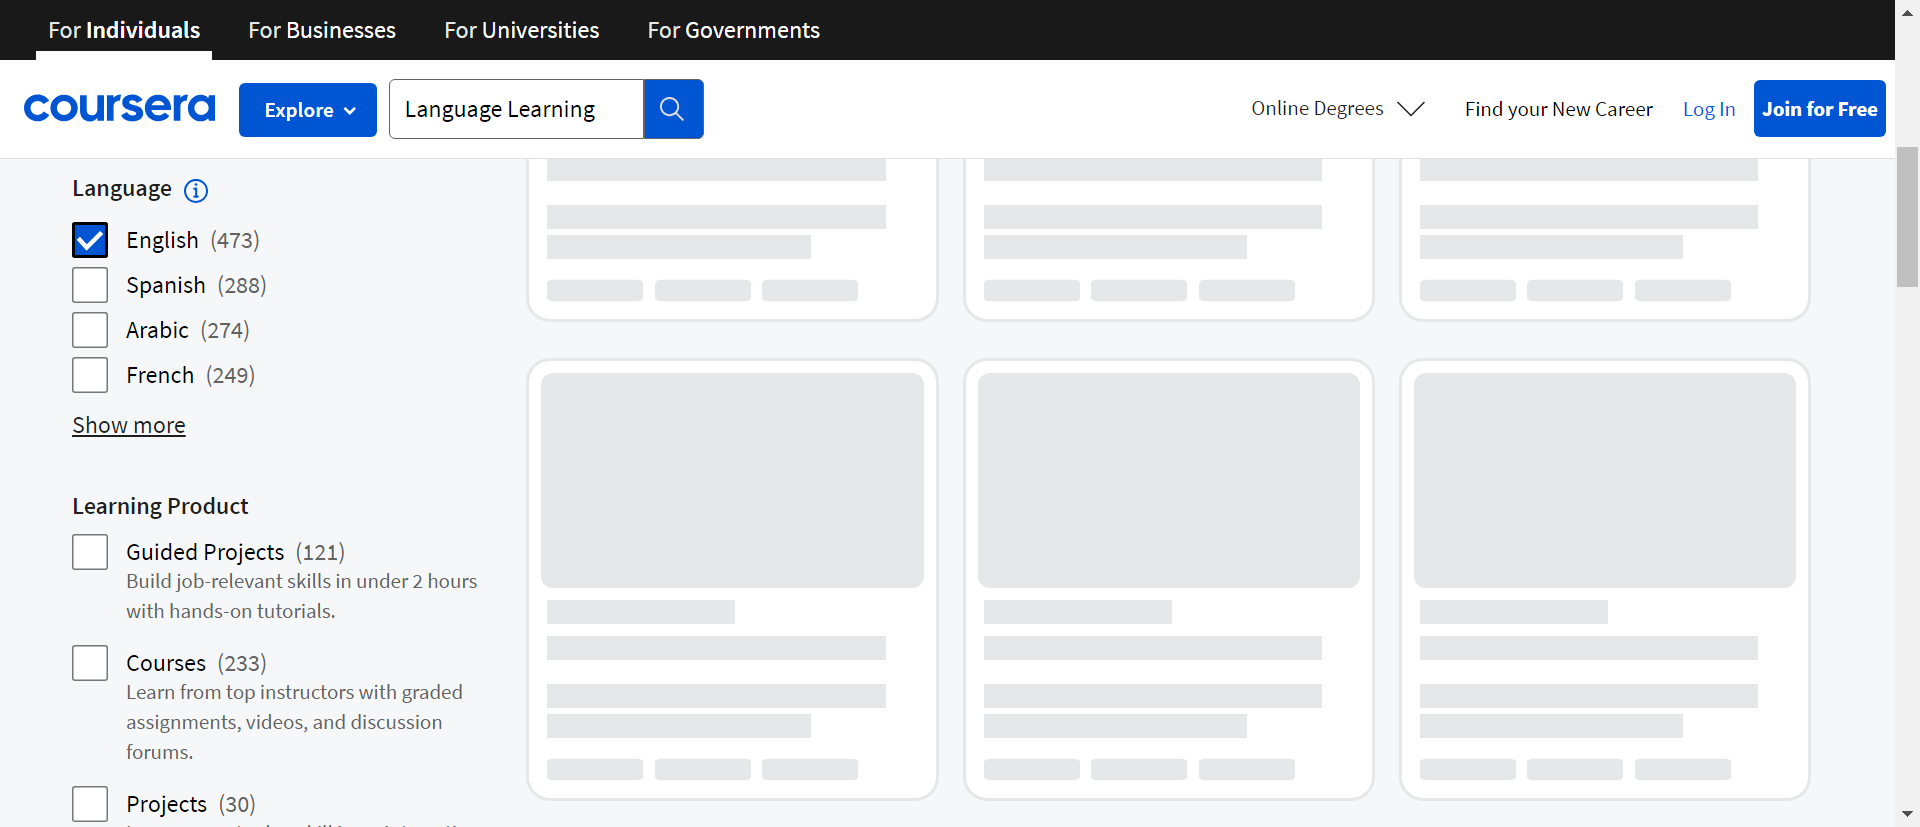 For Individuals For Businesses For Universities For Governments
coursera Explore Language Learning Online Degrees Find your New Career Log In Join for Free
Language
English (473)
Spanish (288)
Arabic (274)
French (249)
Show more
Learning Product
Guided Projects (121)
Build job-relevant skills in under 2 hours
with hands-on tutorials.
Courses (233)
Learn from top instructors with graded
assignments, videos, and discussion
forums.
Projects (30)